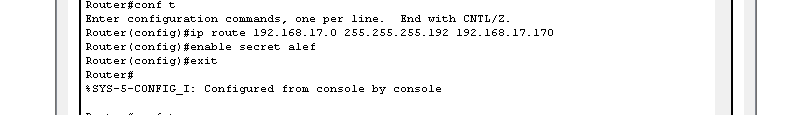 Router#conf t
Enter configuration commands, one per line.  End with CNTL/Z.
Router(config)#ip route 192.168.17.0 255.255.255.192 192.168.17.170
Router(config)#enable secret alef
Router(config)#exit
Router#
%SYS-5-CONFIG_I: Configured from console by console